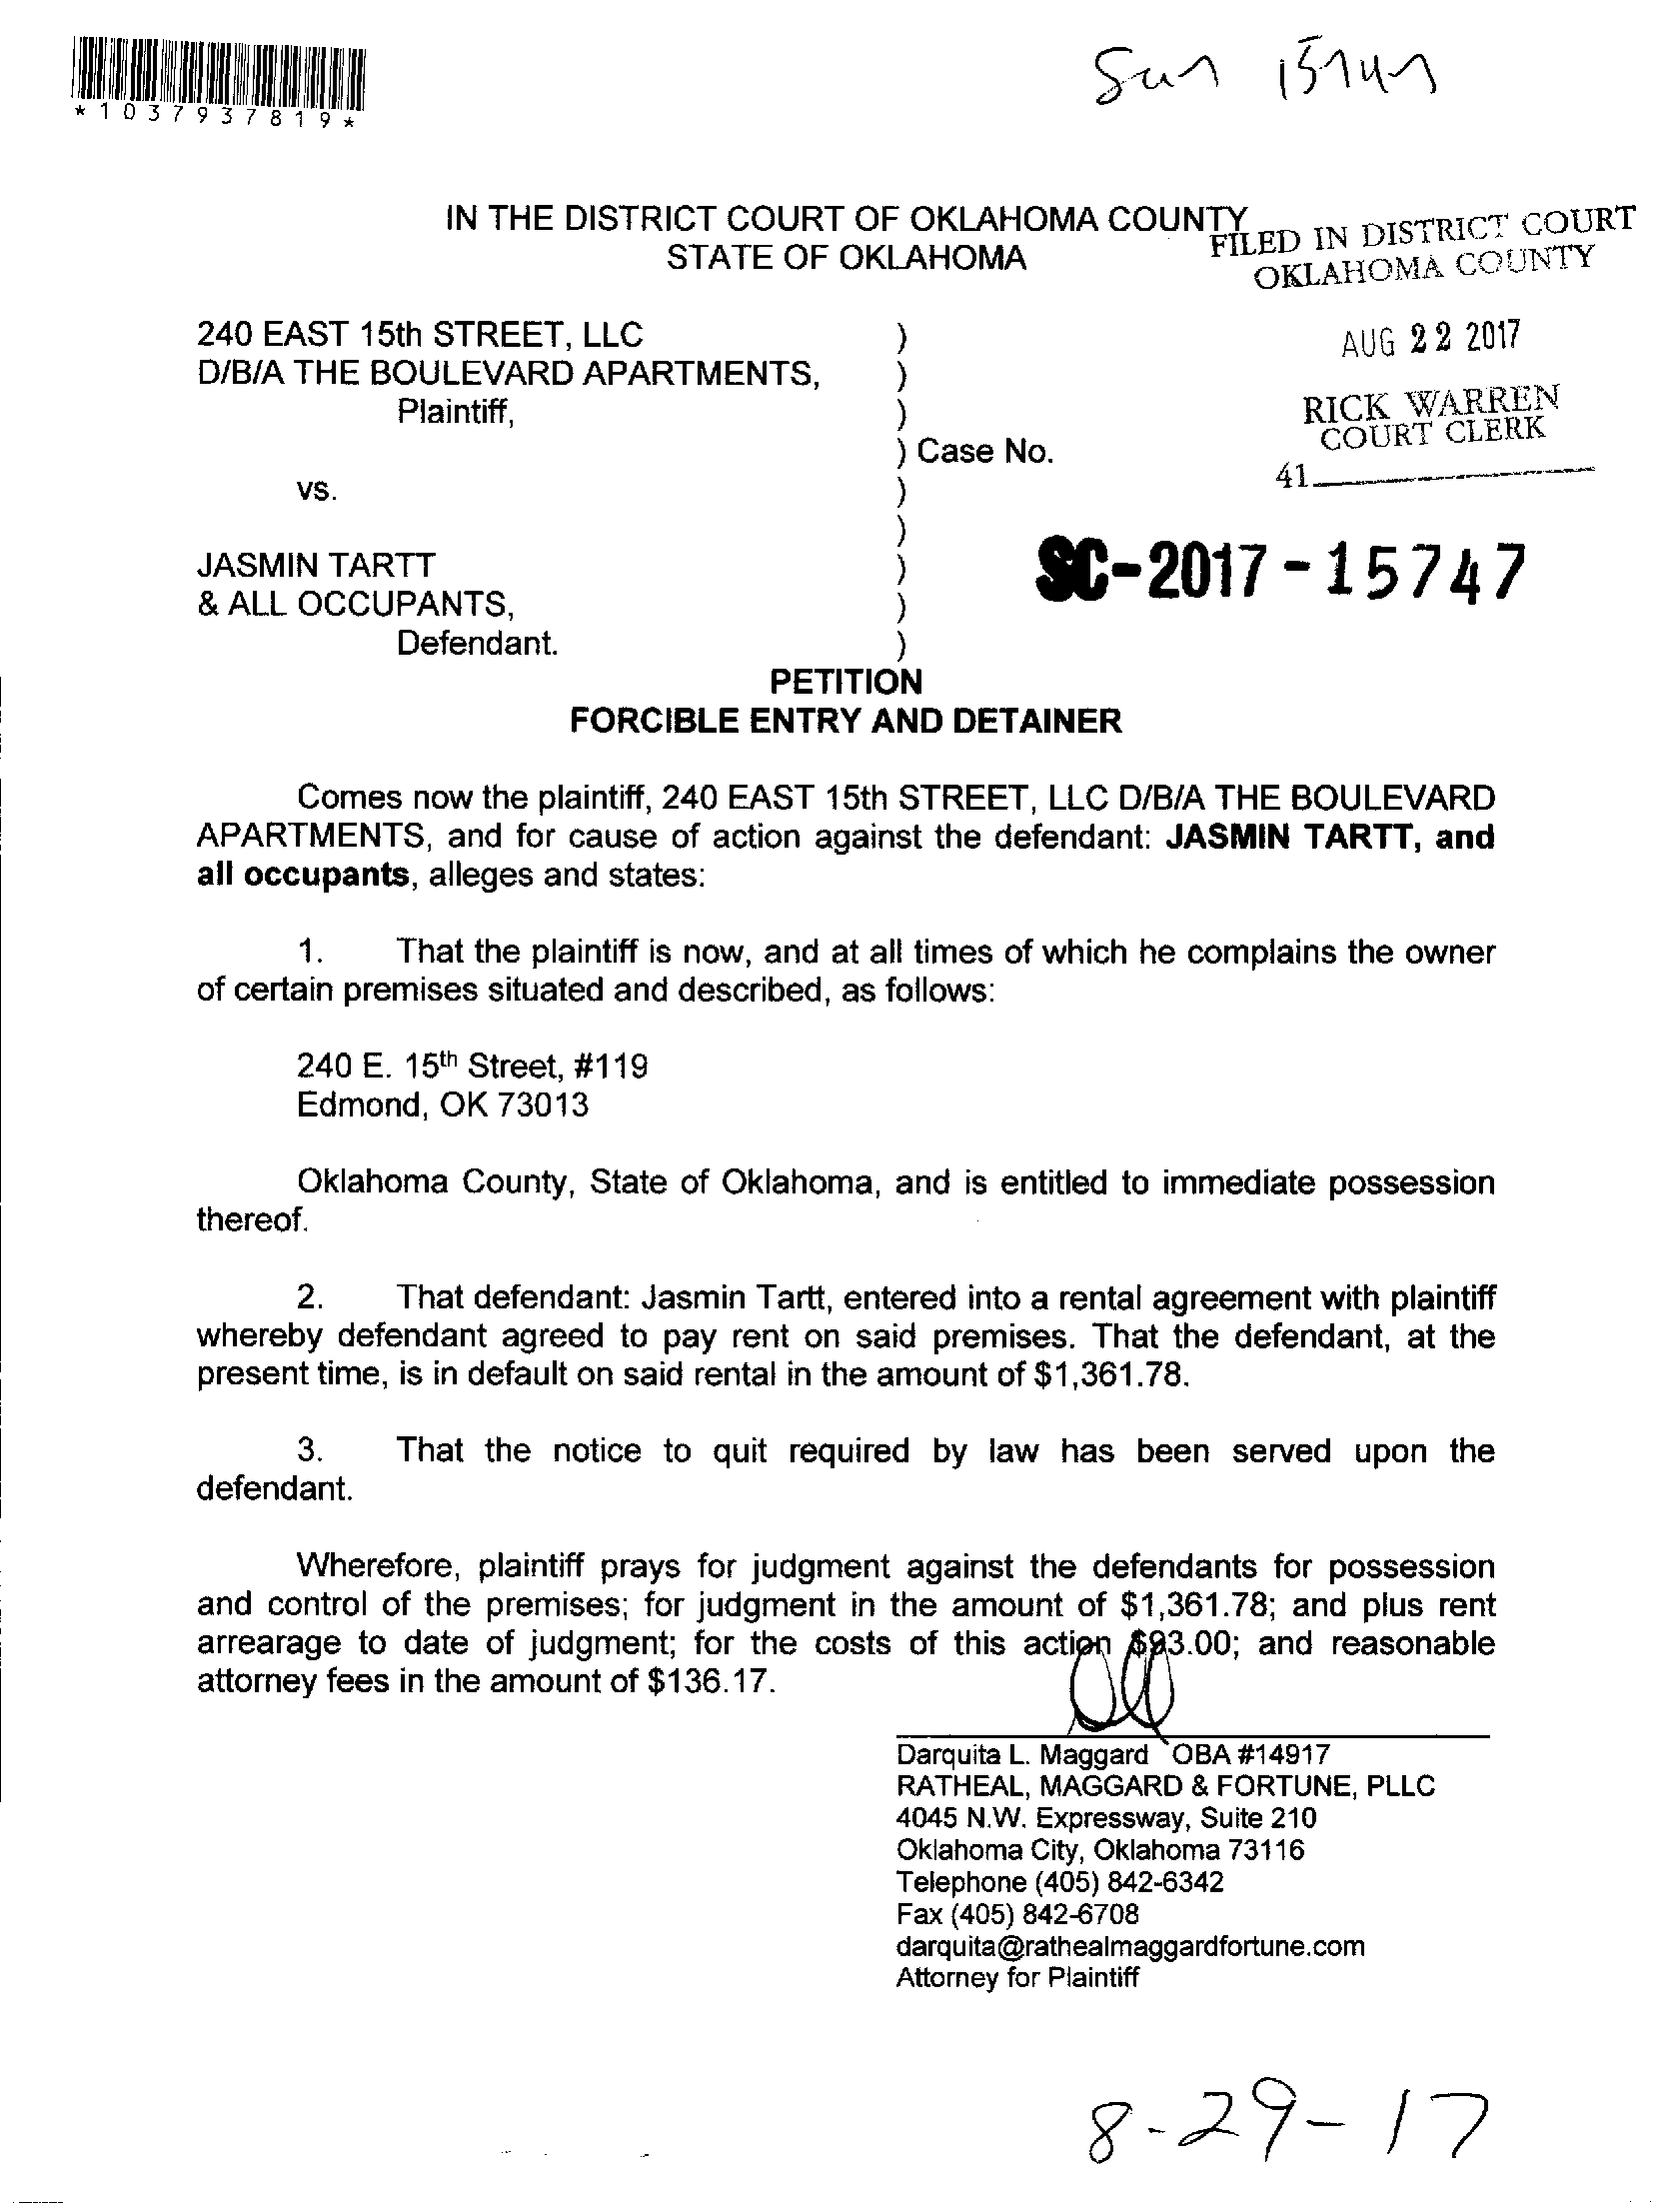 *1037937819*
IN THE DISTRICT COURT OF OKLAHOMA COUNTY
STATE OF OKLAHOMA
FILED IN DISTRICT COURT
OKLAHOMA COUNTY
AUG 22 2017
RICK WARREN
COURT CLERK
41
240 EAST 15th STREET, LLC )
D/B/A THE BOULEVARD APARTMENTS, )
Plaintiff, )
) Case No.
vs. )
)
JASMIN TARTT )
& ALL OCCUPANTS, )
Defendant. )
SC-2017-15747
PETITION
FORCIBLE ENTRY AND DETAINER
Comes now the plaintiff, 240 EAST 15th STREET, LLC D/B/A THE BOULEVARD
APARTMENTS, and for cause of action against the defendant: JASMIN TARTT, and
all occupants, alleges and states:
1. That the plaintiff is now, and at all times of which he complains the owner
of certain premises situated and described, as follows:
240 E. 15th Street, #119
Edmond, OK 73013
Oklahoma County, State of Oklahoma, and is entitled to immediate possession
thereof.
2. That defendant: Jasmin Tartt, entered into a rental agreement with plaintiff
whereby defendant agreed to pay rent on said premises. That the defendant, at the
present time, is in default on said rental in the amount of $1,361.78.
3. That the notice to quit required by law has been served upon the
defendant.
Wherefore, plaintiff prays for judgment against the defendants for possession
and control of the premises; for judgment in the amount of $1,361.78; and plus rent
arrearage to date of judgment; for the costs of this action $93.00; and reasonable
attorney fees in the amount of $136.17.
Darquita L. Maggard OBA #14917
RATHEAL, MAGGARD & FORTUNE, PLLC
4045 N.W. Expressway, Suite 210
Oklahoma City, Oklahoma 73116
Telephone (405) 842-6342
Fax (405) 842-6708
darquita@rathealmaggardfortune.com
Attorney for Plaintiff
8-29-17